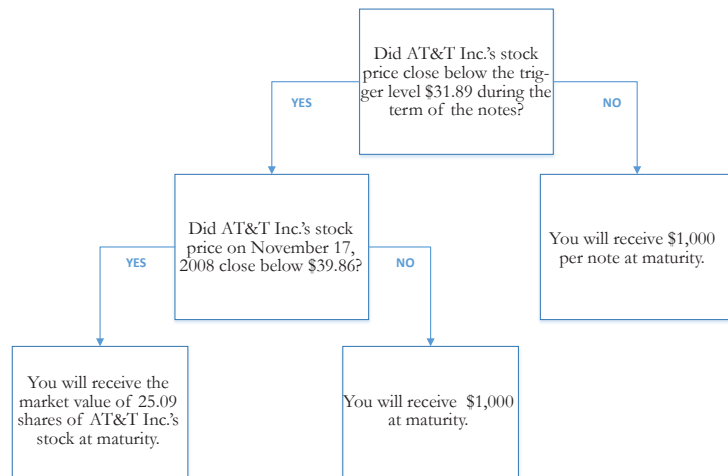 Did AT&T Inc.'s stock
price close below the trig-
ger level $31.89 during the
term of the notes?
YES
NO
Did AT&T Inc.'s stock
price on November 17,
2008 close below $39.86?
You will receive $1,000
per note at maturity.
YES
NO
You will receive the
market value of 25.09
shares of AT&T Inc.'s
stock at maturity.
You will receive $1,000
at maturity.